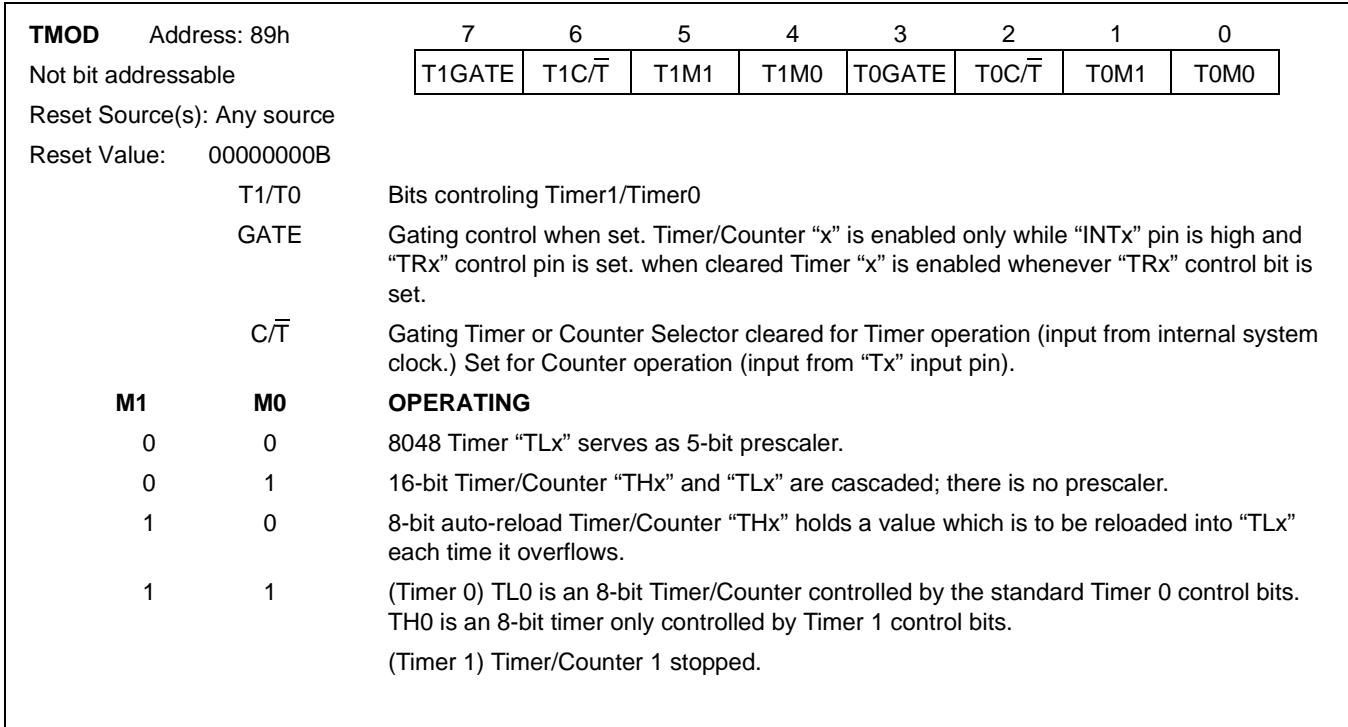 TMOD Address: 89h 7 6 5 4 3 2 1 0
Not bit addressable T1GATE T1C/T̅ T1M1 T1M0 T0GATE T0C/T̅ T0M1 T0M0
Reset Source(s): Any source
Reset Value: 00000000B
T1/T0 Bits controling Timer1/Timer0
GATE Gating control when set. Timer/Counter “x” is enabled only while “INTx” pin is high and
“TRx” control pin is set. when cleared Timer “x” is enabled whenever “TRx” control bit is
set.
C/T̅ Gating Timer or Counter Selector cleared for Timer operation (input from internal system
clock.) Set for Counter operation (input from “Tx” input pin).
M1 M0 OPERATING
0 0 8048 Timer “TLx” serves as 5-bit prescaler.
0 1 16-bit Timer/Counter “THx” and “TLx” are cascaded; there is no prescaler.
1 0 8-bit auto-reload Timer/Counter “THx” holds a value which is to be reloaded into “TLx”
each time it overflows.
1 1 (Timer 0) TL0 is an 8-bit Timer/Counter controlled by the standard Timer 0 control bits.
TH0 is an 8-bit timer only controlled by Timer 1 control bits.
(Timer 1) Timer/Counter 1 stopped.